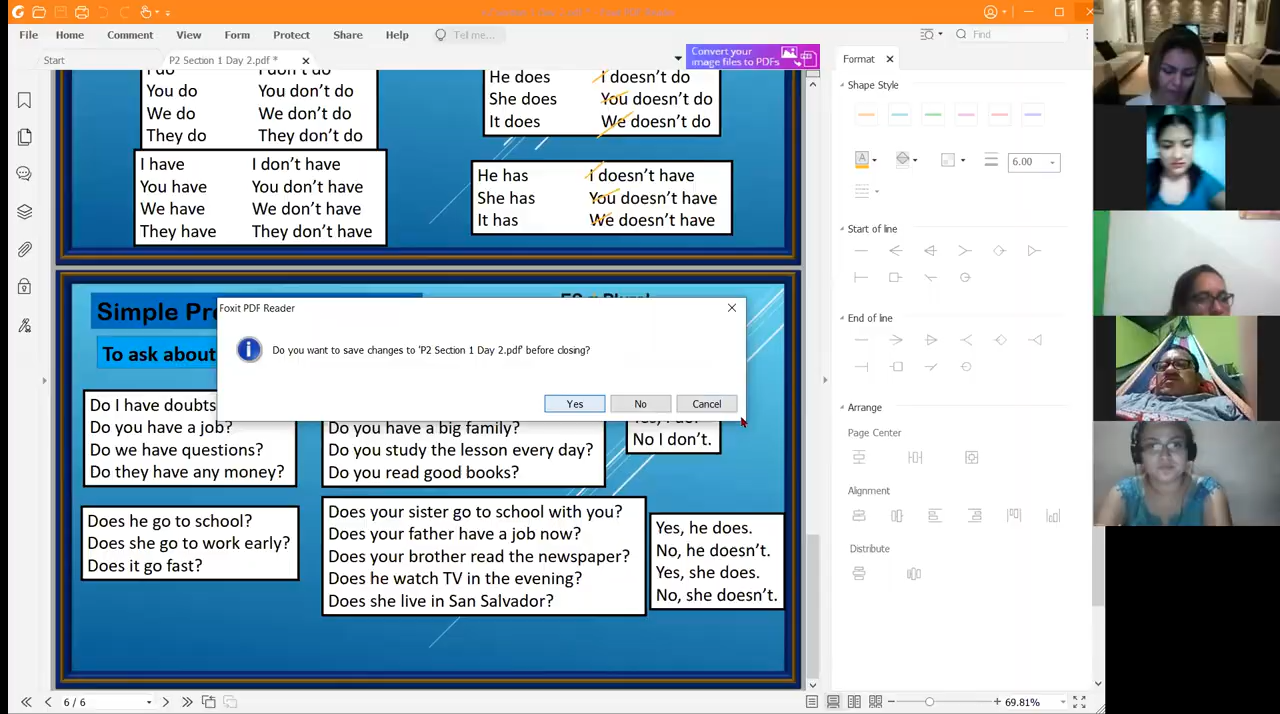 File Home Comment View Form Protect Share Help Tell me... Find
Start P2 Section 1 Day 2.pdf * Convert your image files to PDFs Format
I do I don't do
You do You don't do
We do We don't do
They do They don't do
He does I doesn't do
She does You doesn't do
It does We doesn't do
I have I don't have
You have You don't have
We have We don't have
They have They don't have
He has I doesn't have
She has You doesn't have
It has We doesn't have
Simple Pr
To ask about
Foxit PDF Reader
Do you want to save changes to 'P2 Section 1 Day 2.pdf' before closing?
Yes No Cancel
Do I have doubts
Do you have a job?
Do we have questions?
Do they have any money?
Do you have a big family?
Do you study the lesson every day?
Do you read good books?
No I don't.
Does he go to school?
Does she go to work early?
Does it go fast?
Does your sister go to school with you?
Does your father have a job now?
Does your brother read the newspaper?
Does he watch TV in the evening?
Does she live in San Salvador?
Yes, he does.
No, he doesn't.
Yes, she does.
No, she doesn't.
Shape Style
6.00
Start of line
End of line
Arrange
Page Center
Alignment
Distribute
6 / 6 69.81%